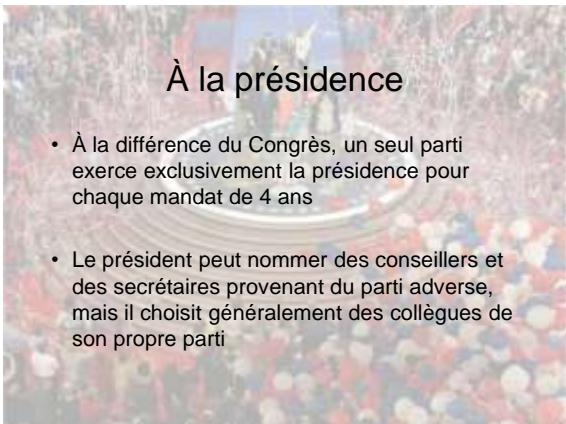 À la présidence
• À la différence du Congrès, un seul parti
exerce exclusivement la présidence pour
chaque mandat de 4 ans
• Le président peut nommer des conseillers et
des secrétaires provenant du parti adverse,
mais il choisit généralement des collègues de
son propre parti